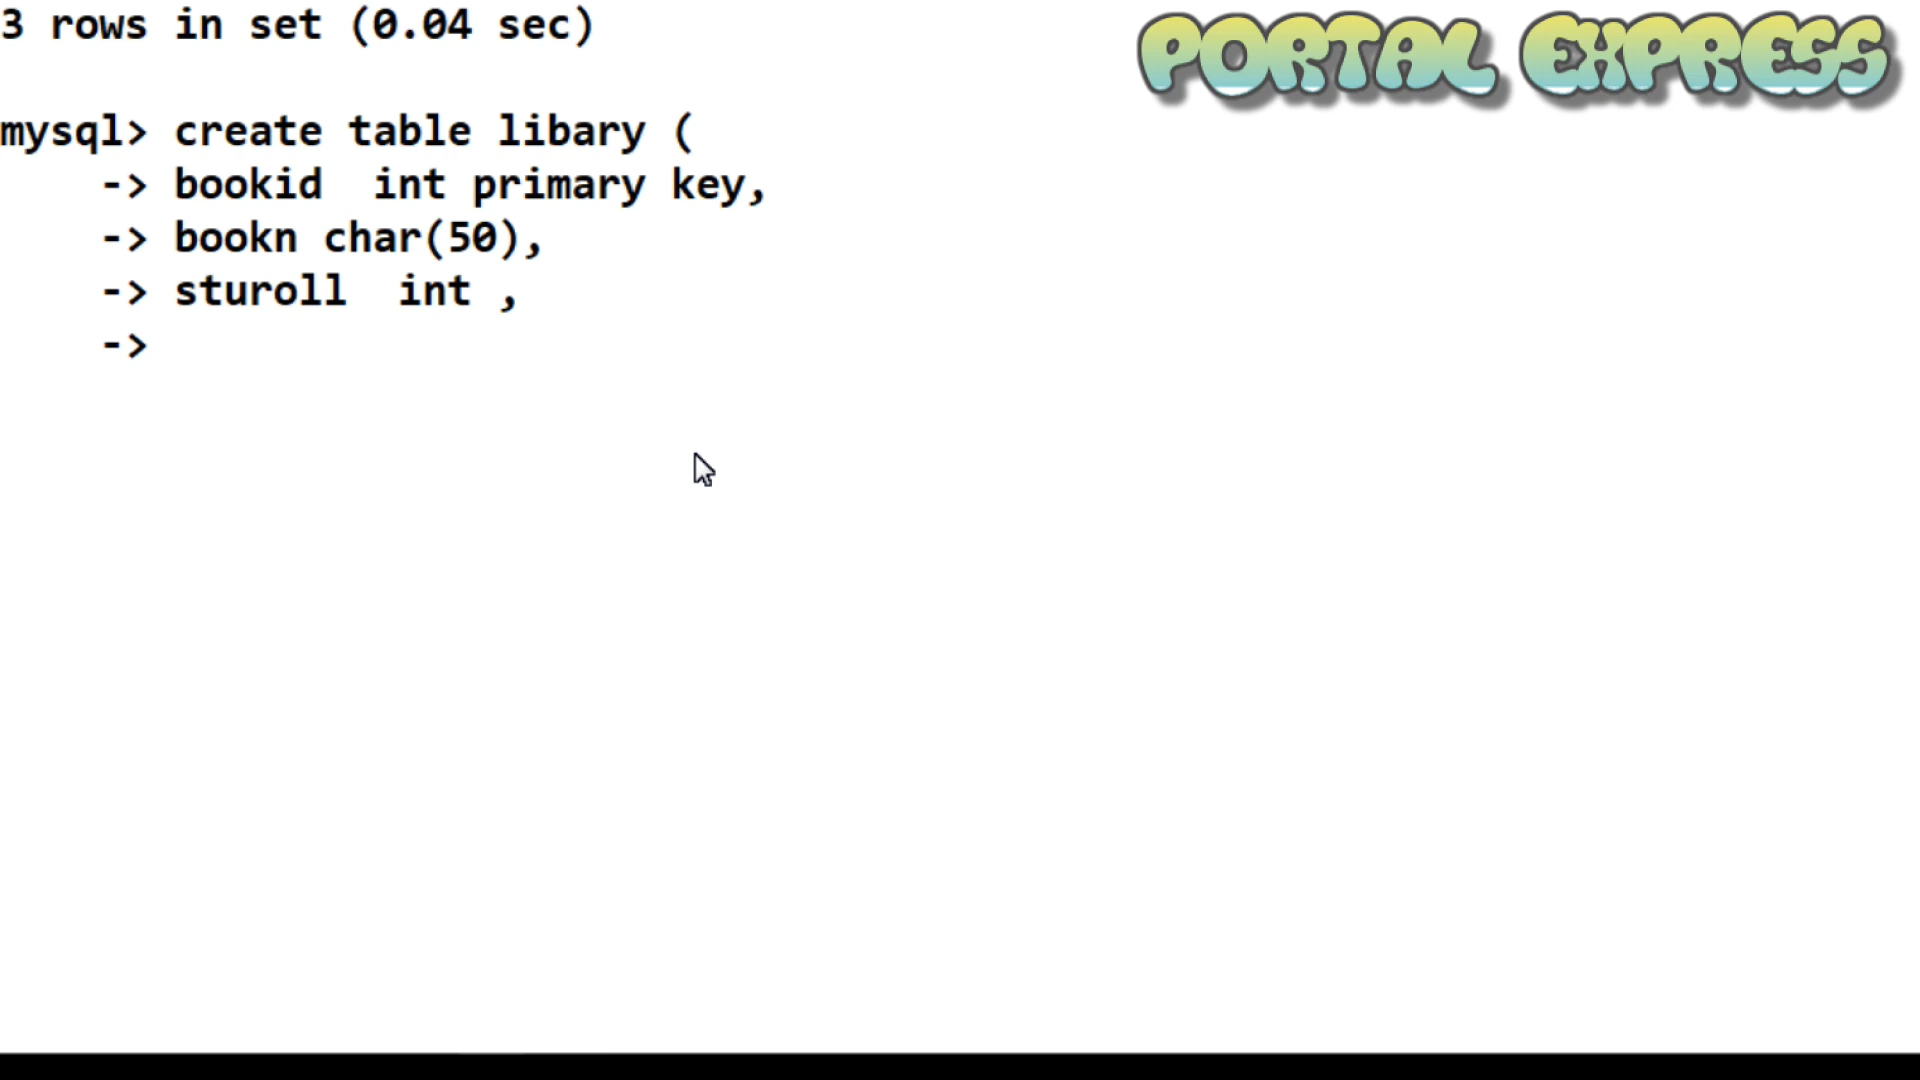 3 rows in set (0.04 sec)
PORTAL EXPRESS
mysql> create table libary (
    -> bookid  int primary key,
    -> bookn char(50),
    -> sturoll  int ,
    ->